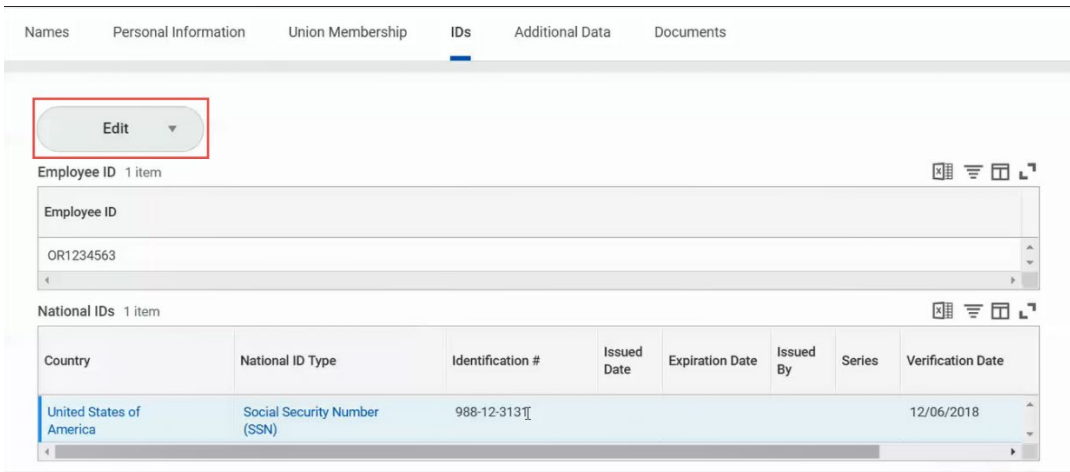 Names Personal Information Union Membership IDs Additional Data Documents
Edit
Employee ID 1 item
Employee ID
OR1234563
National IDs 1 item
Country National ID Type Identification # Issued Date Expiration Date Issued By Series Verification Date
United States of America Social Security Number (SSN) 988-12-3131 12/06/2018